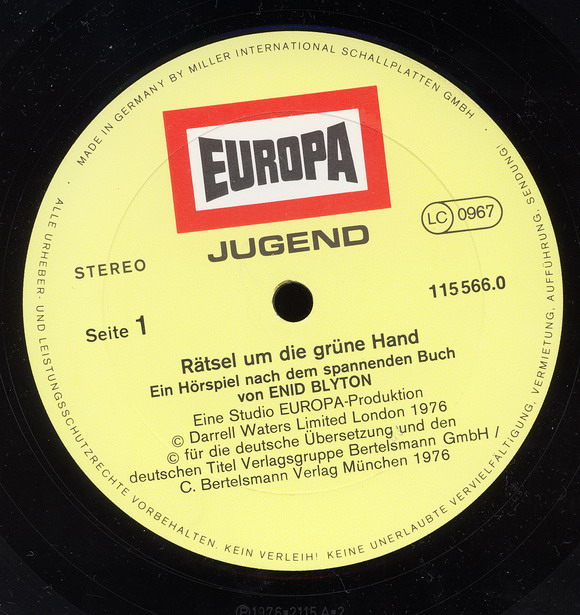 MADE IN GERMANY BY MILLER INTERNATIONAL SCHALLPLATTEN GMBH
EUROPA
JUGEND
LC 0967
STEREO
115 566.0
Seite 1
Rätsel um die grüne Hand
Ein Hörspiel nach dem spannenden Buch
von ENID BLYTON
Eine Studio EUROPA-Produktion
© Darrell Waters Limited London 1976
© für die deutsche Übersetzung und den
deutschen Titel Verlagsgruppe Bertelsmann GmbH /
C. Bertelsmann Verlag München 1976
ALLE URHEBER- UND LEISTUNGSSCHUTZRECHTE VORBEHALTEN. KEIN VERLEIH! KEINE UNERLAUBTE VERVIELFÄLTIGUNG, VERMIETUNG, AUFFÜHRUNG, SENDUNG!